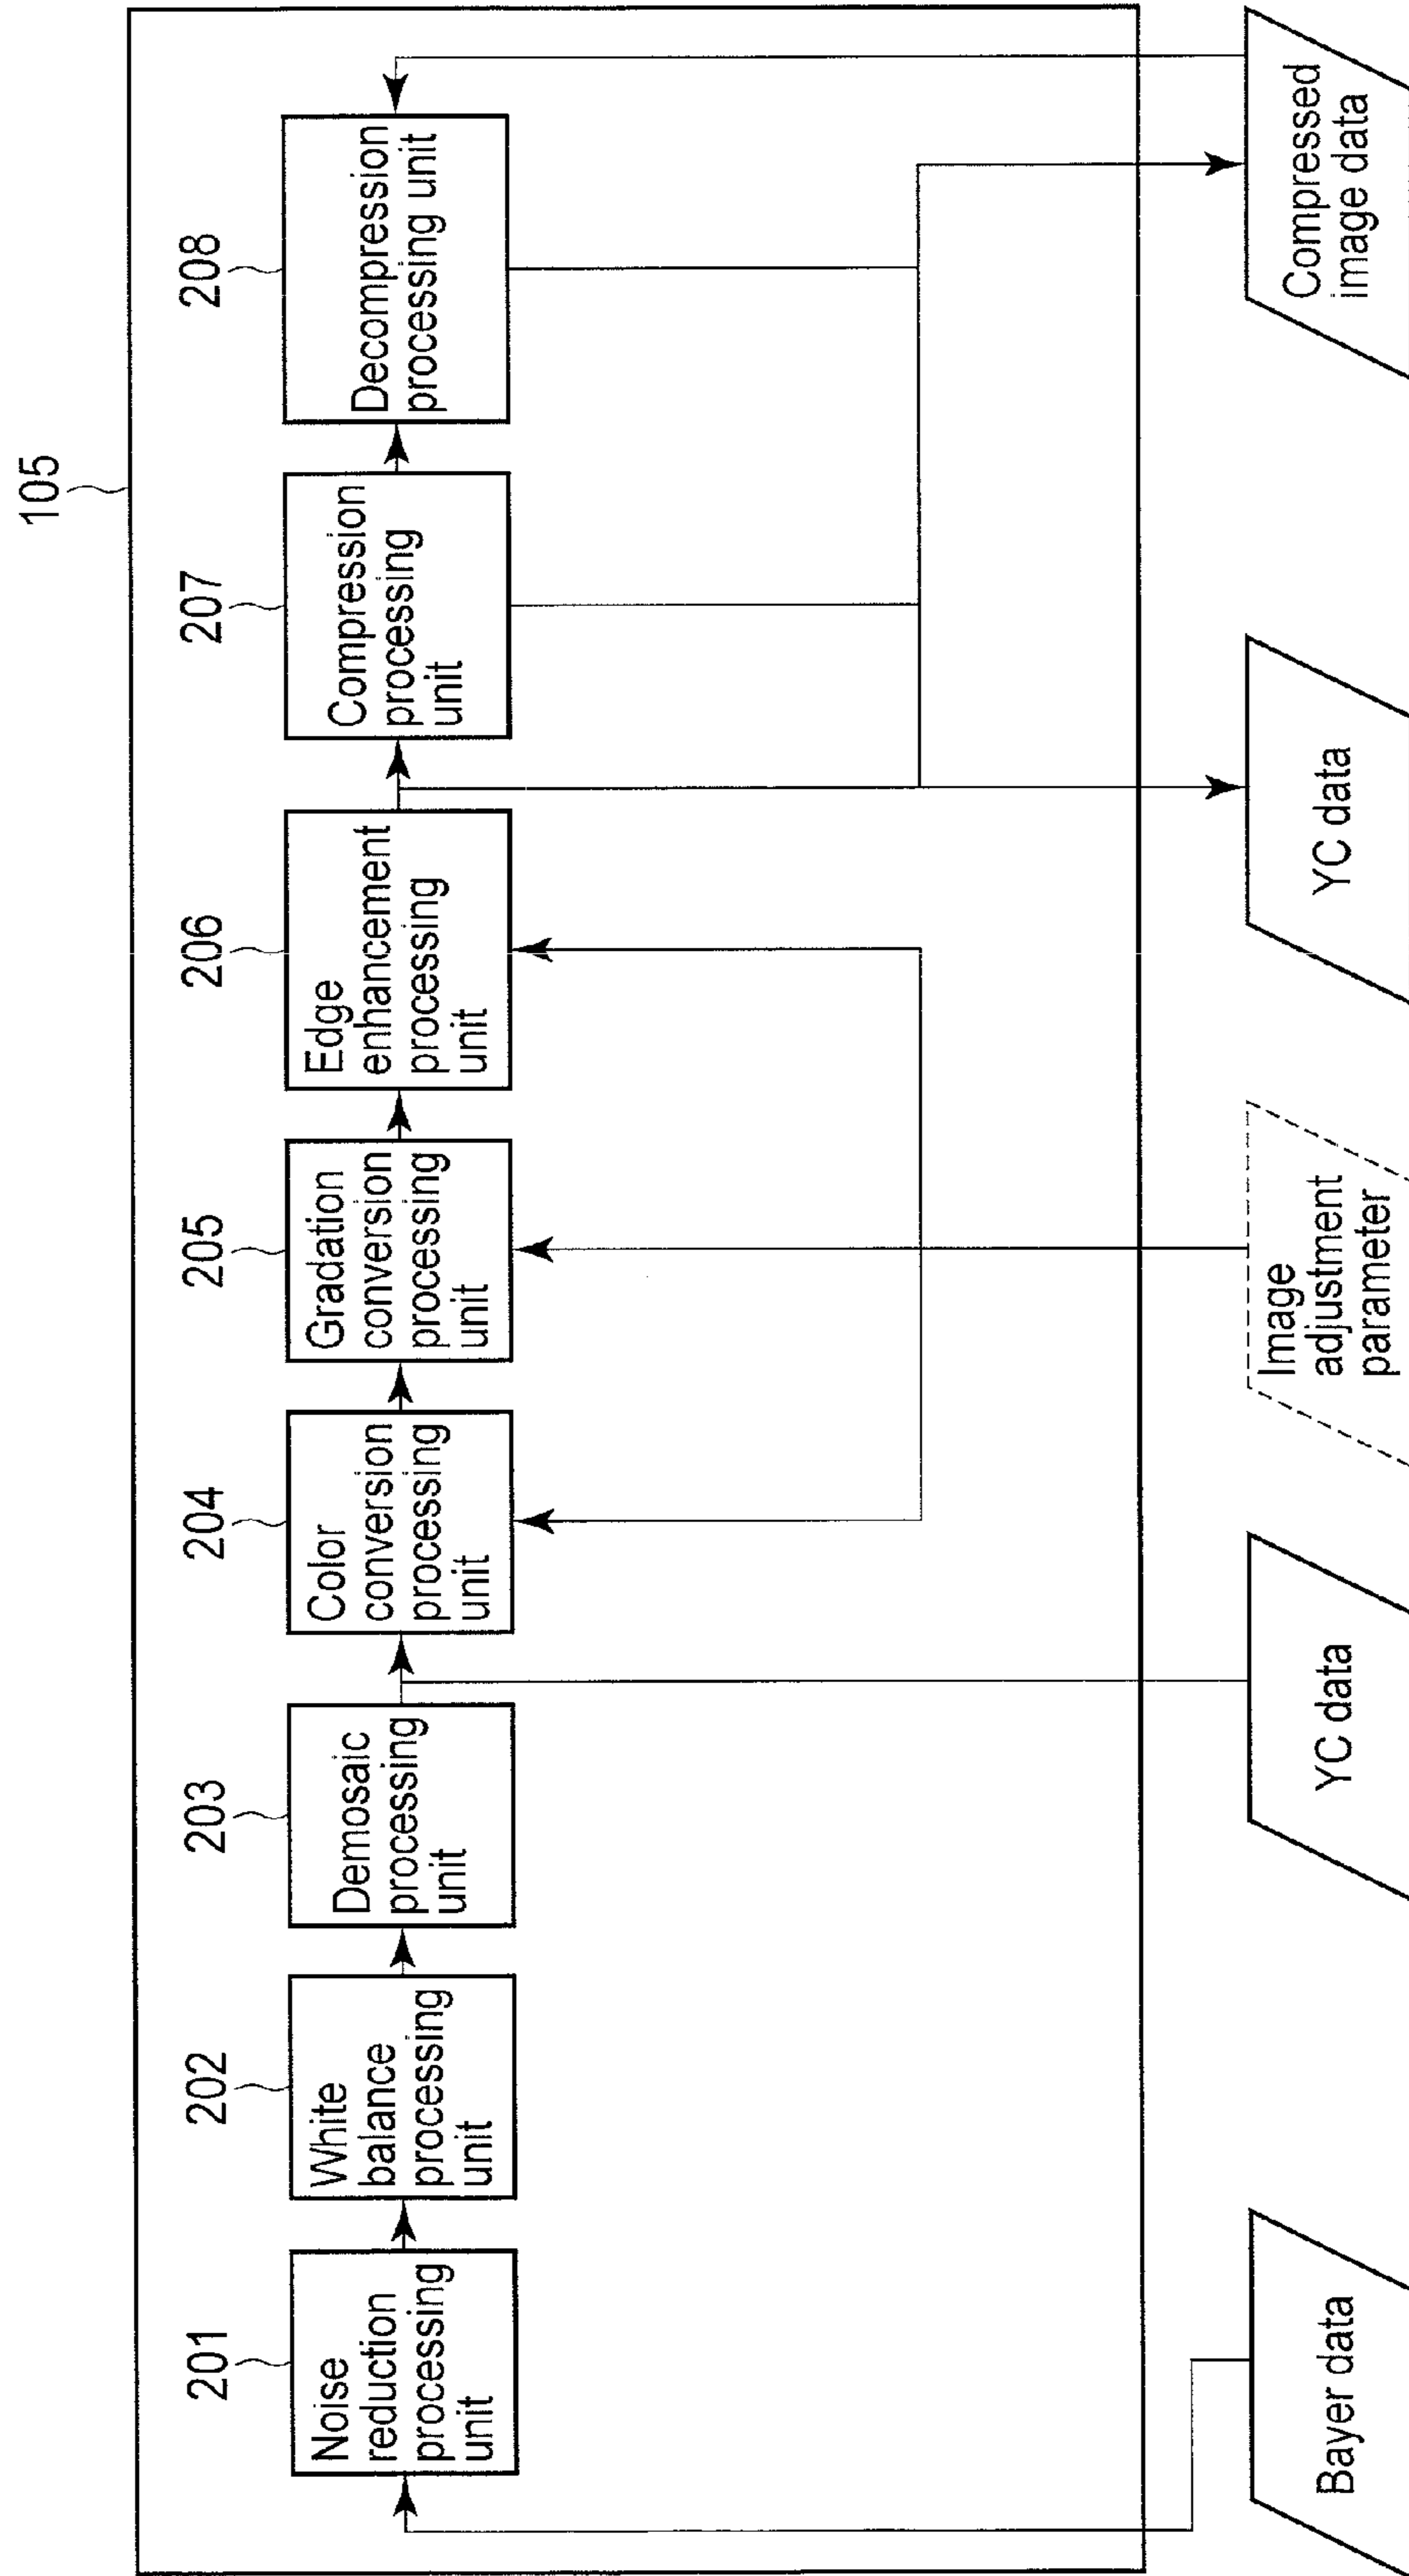 105
201
202
203
204
205
206
207
208
Noise
reduction
processing
unit
White
balance
processing
unit
Demosaic
processing
unit
Color
conversion
processing
unit
Gradation
conversion
processing
unit
Edge
enhancement
processing
unit
Compression
processing
unit
Decompression
processing unit
Bayer data
YC data
Image
adjustment
parameter
YC data
Compressed
image data